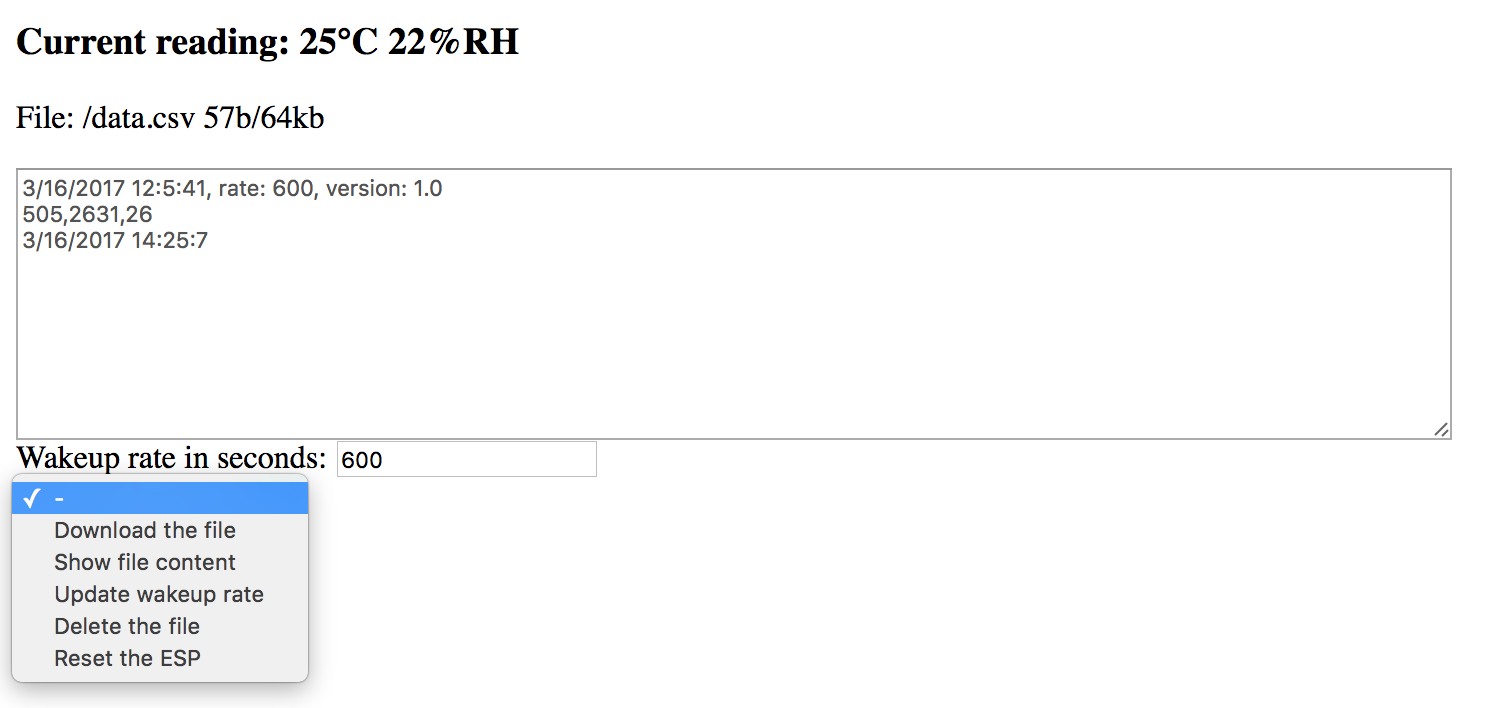 Current reading: 25°C 22%RH
File: /data.csv 57b/64kb
3/16/2017 12:5:41, rate: 600, version: 1.0
505,2631,26
3/16/2017 14:25:7
Wakeup rate in seconds: 600
✓ -
Download the file
Show file content
Update wakeup rate
Delete the file
Reset the ESP